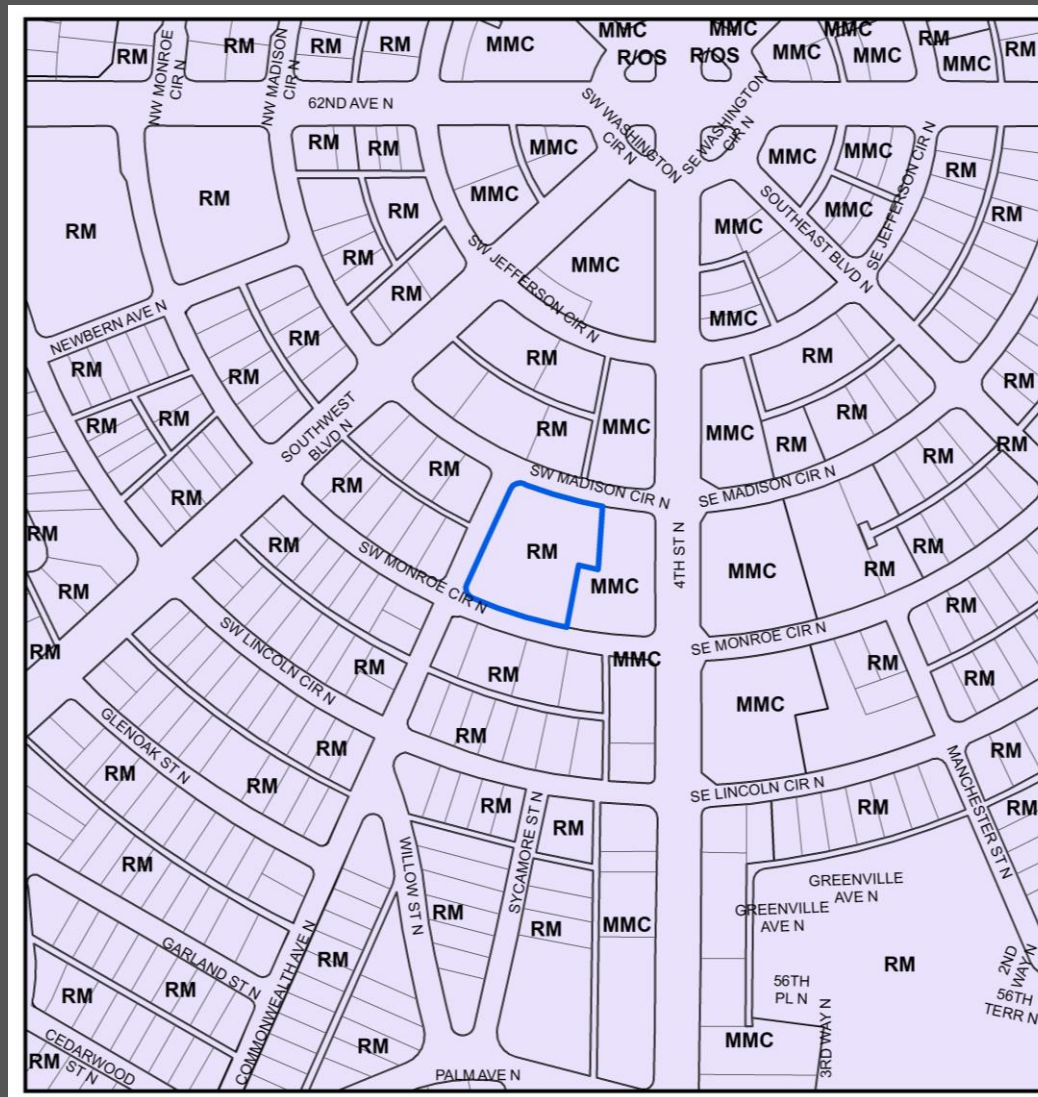 MMC
MMC
MMC
RM
RM
RM
RM
MMC
R/OS
R/OS
MMC
MMC
RM
MMC
RM
NW MONROE
CIR N
NW MADISON
CIR N
62ND AVE N
SW WASHINGTON
CIR N
SE WASHINGTON
CIR N
RM
RM
MMC
MMC
MMC
SE JEFFERSON CIR N
RM
RM
RM
RM
MMC
MMC
RM
MMC
SOUTHEAST BLVD N
RM
RM
SW JEFFERSON CIR N
MMC
RM
NEWBERN AVE N
MMC
RM
RM
RM
RM
RM
RM
RM
RM
RM
SOUTHWEST
BLVD N
RM
MMC
MMC
RM
RM
RM
RM
RM
RM
SW MADISON CIR N
SE MADISON CIR N
RM
RM
RM
SW MONROE CIR N
RM
MMC
4TH ST N
MMC
RM
RM
RM
RM
SW LINCOLN CIR N
RM
RM
MMC
SE MONROE CIR N
RM
RM
GLENOAK ST N
RM
RM
RM
RM
MMC
MANCHESTER ST N
RM
RM
WILLOW ST N
RM
SYCAMORE ST N
RM
SE LINCOLN CIR N
RM
RM
RM
GREENVILLE
AVE N
GREENVILLE
AVE N
RM
RM
MMC
GARLAND ST N
COMMONWEALTH AVE N
RM
RM
RM
RM
56TH
PL N
3RD WAY N
2ND
WAY N
56TH
TERR N
CEDARWOOD
ST N
RM
RM
MMC
PALM AVE N